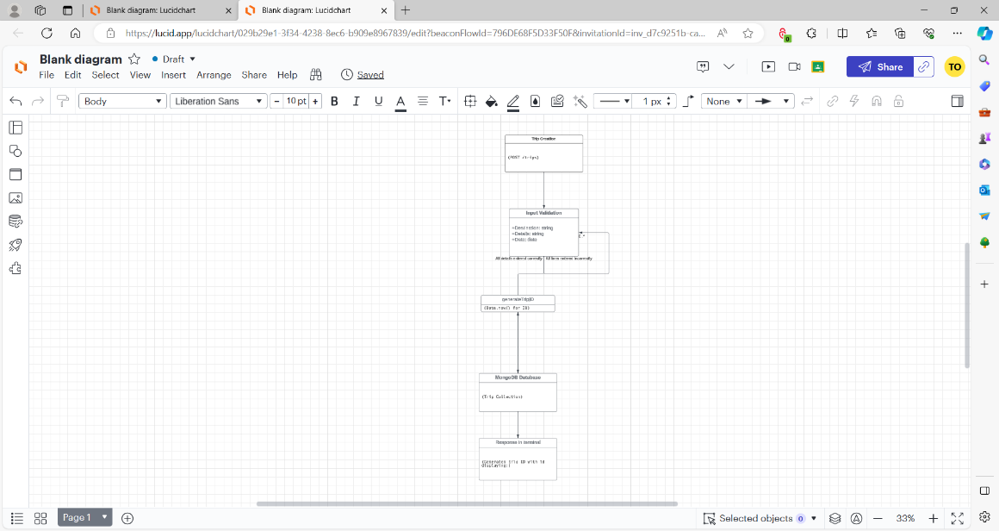 Blank diagram: Lucidchart
Blank diagram: Lucidchart
https://lucid.app/lucidchart/029b29e1-3f34-4238-8ec6-b909e8967839/edit?beaconFlowId=796DE68F5D33F50F&invitationId=inv_d7c9251b-ca...
Blank diagram
Draft
File Edit Select View Insert Arrange Share Help
Saved
Share
TO
Body
Liberation Sans
10 pt
B I U A T
1 px
None
Trip Creation
(POST /trips)
Input Validation
+Destination: string
+Details: string
+Date: date
All details entered correctly
All lines entered incorrectly
generateTripID
(Date.now() for ID)
MongoDB Database
(Trip Collection)
Response in terminal
(Generates Trip ID with id
Displaying:)
Page 1
Selected objects 0
33%